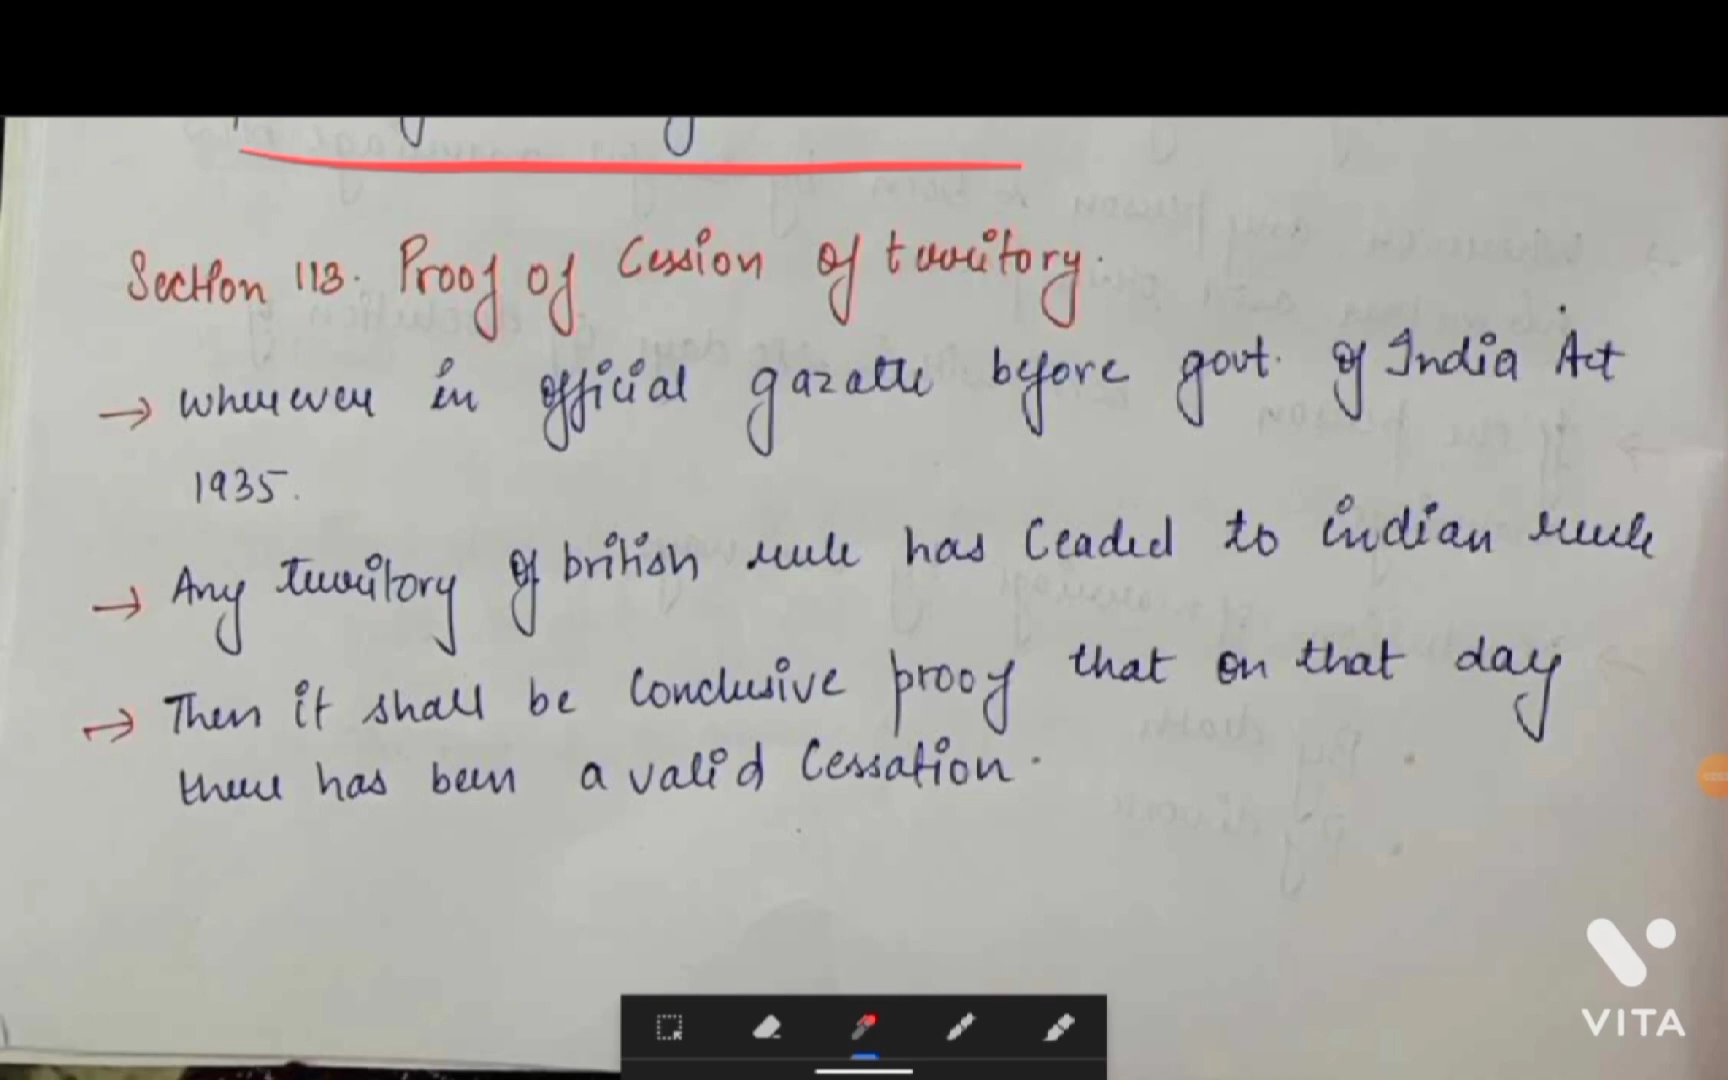 Section 113. Proof of Cession of territory.
→ wherever in official gazatte before govt. of India Act
1935.
→ Any territory of british rule has Ceaded to indian rule
→ Then it shall be Conclusive proof that on that day
there has been a valid Cessation.
VITA